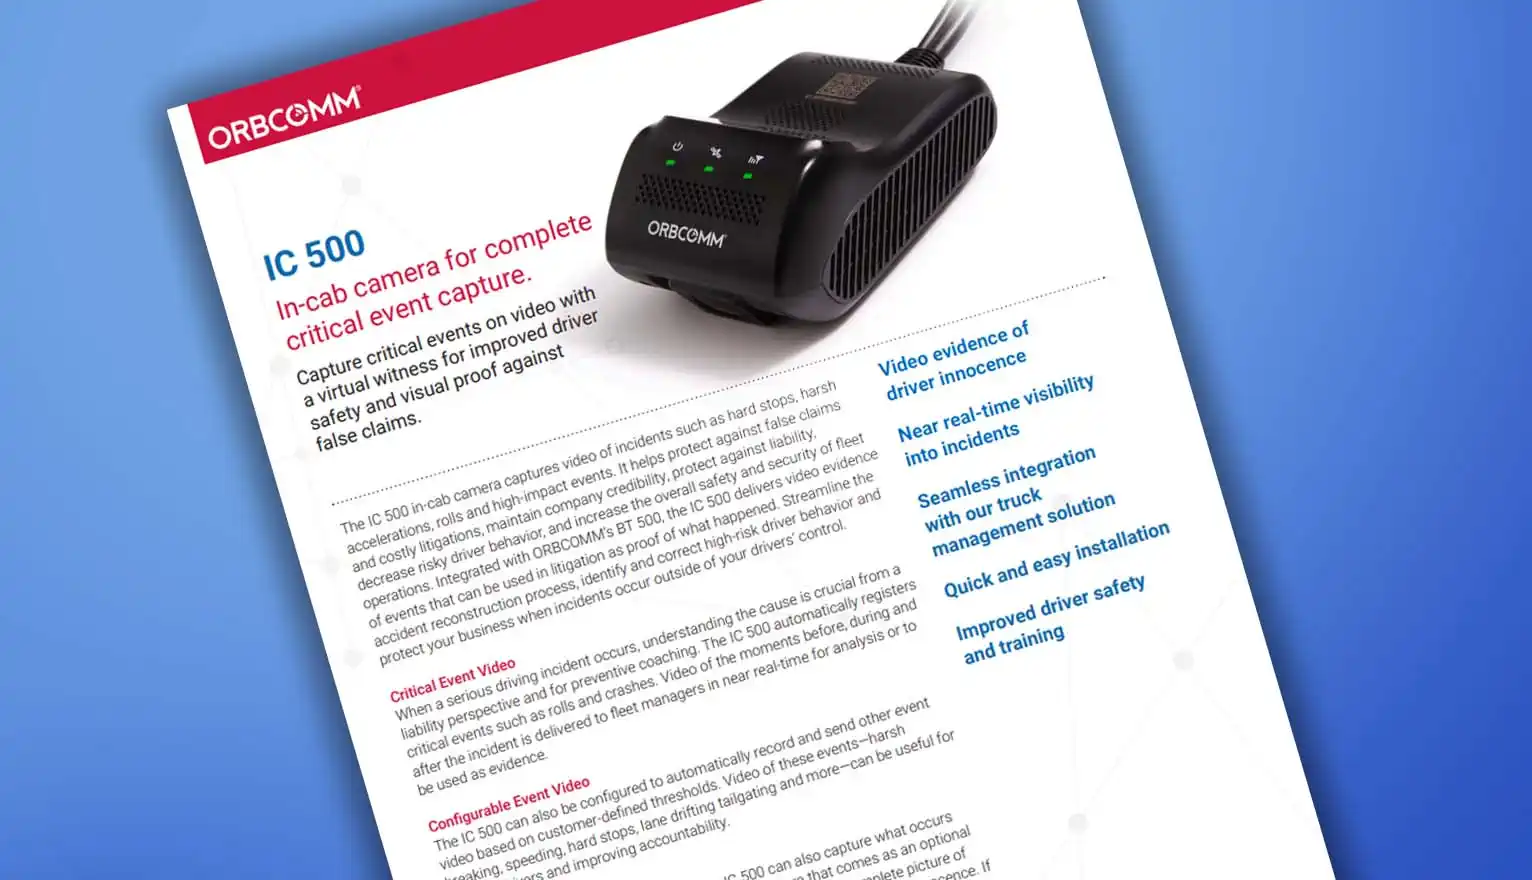 ORBCOMM®
ORBCOMM®
IC 500
In-cab camera for complete
critical event capture.
Capture critical events on video with
a virtual witness for improved driver
safety and visual proof against
false claims.
The IC 500 in-cab camera captures video of incidents such as hard stops, harsh
accelerations, rolls and high-impact events. It helps protect against false claims
and costly litigations, maintain company credibility, protect against liability,
decrease risky driver behavior, and increase the overall safety and security of fleet
operations. Integrated with ORBCOMM's BT 500, the IC 500 delivers video evidence
of events that can be used in litigation as proof of what happened. Streamline the
accident reconstruction process, identify and correct high-risk driver behavior and
protect your business when incidents occur outside of your drivers' control.
Critical Event Video
When a serious driving incident occurs, understanding the cause is crucial from a
liability perspective and for preventive coaching. The IC 500 automatically registers
critical events such as rolls and crashes. Video of the moments before, during and
after the incident is delivered to fleet managers in near real-time for analysis or to
be used as evidence.
Configurable Event Video
The IC 500 can also be configured to automatically record and send other event
video based on customer-defined thresholds. Video of these events—harsh
breaking, speeding, hard stops, lane drifting tailgating and more—can be useful for
and improving accountability.
IC 500 can also capture what occurs
that comes as an optional
picture of
If
Video evidence of
driver innocence
Near real-time visibility
into incidents
Seamless integration
with our truck
management solution
Quick and easy installation
Improved driver safety
and training